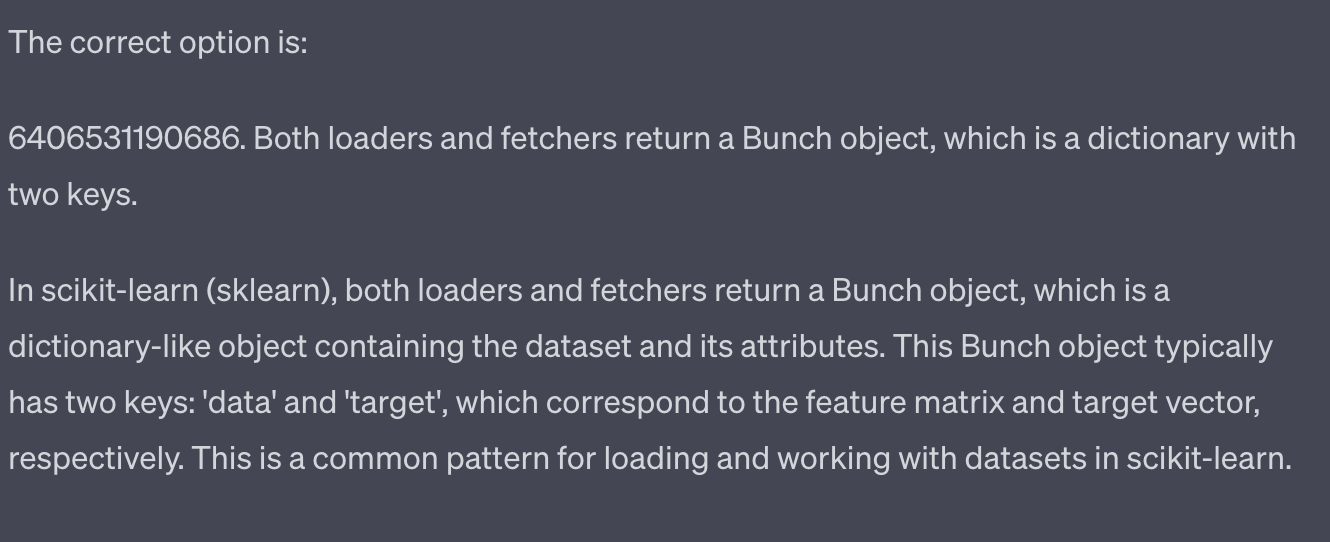 The correct option is:
6406531190686. Both loaders and fetchers return a Bunch object, which is a dictionary with
two keys.
In scikit-learn (sklearn), both loaders and fetchers return a Bunch object, which is a
dictionary-like object containing the dataset and its attributes. This Bunch object typically
has two keys: 'data' and 'target', which correspond to the feature matrix and target vector,
respectively. This is a common pattern for loading and working with datasets in scikit-learn.